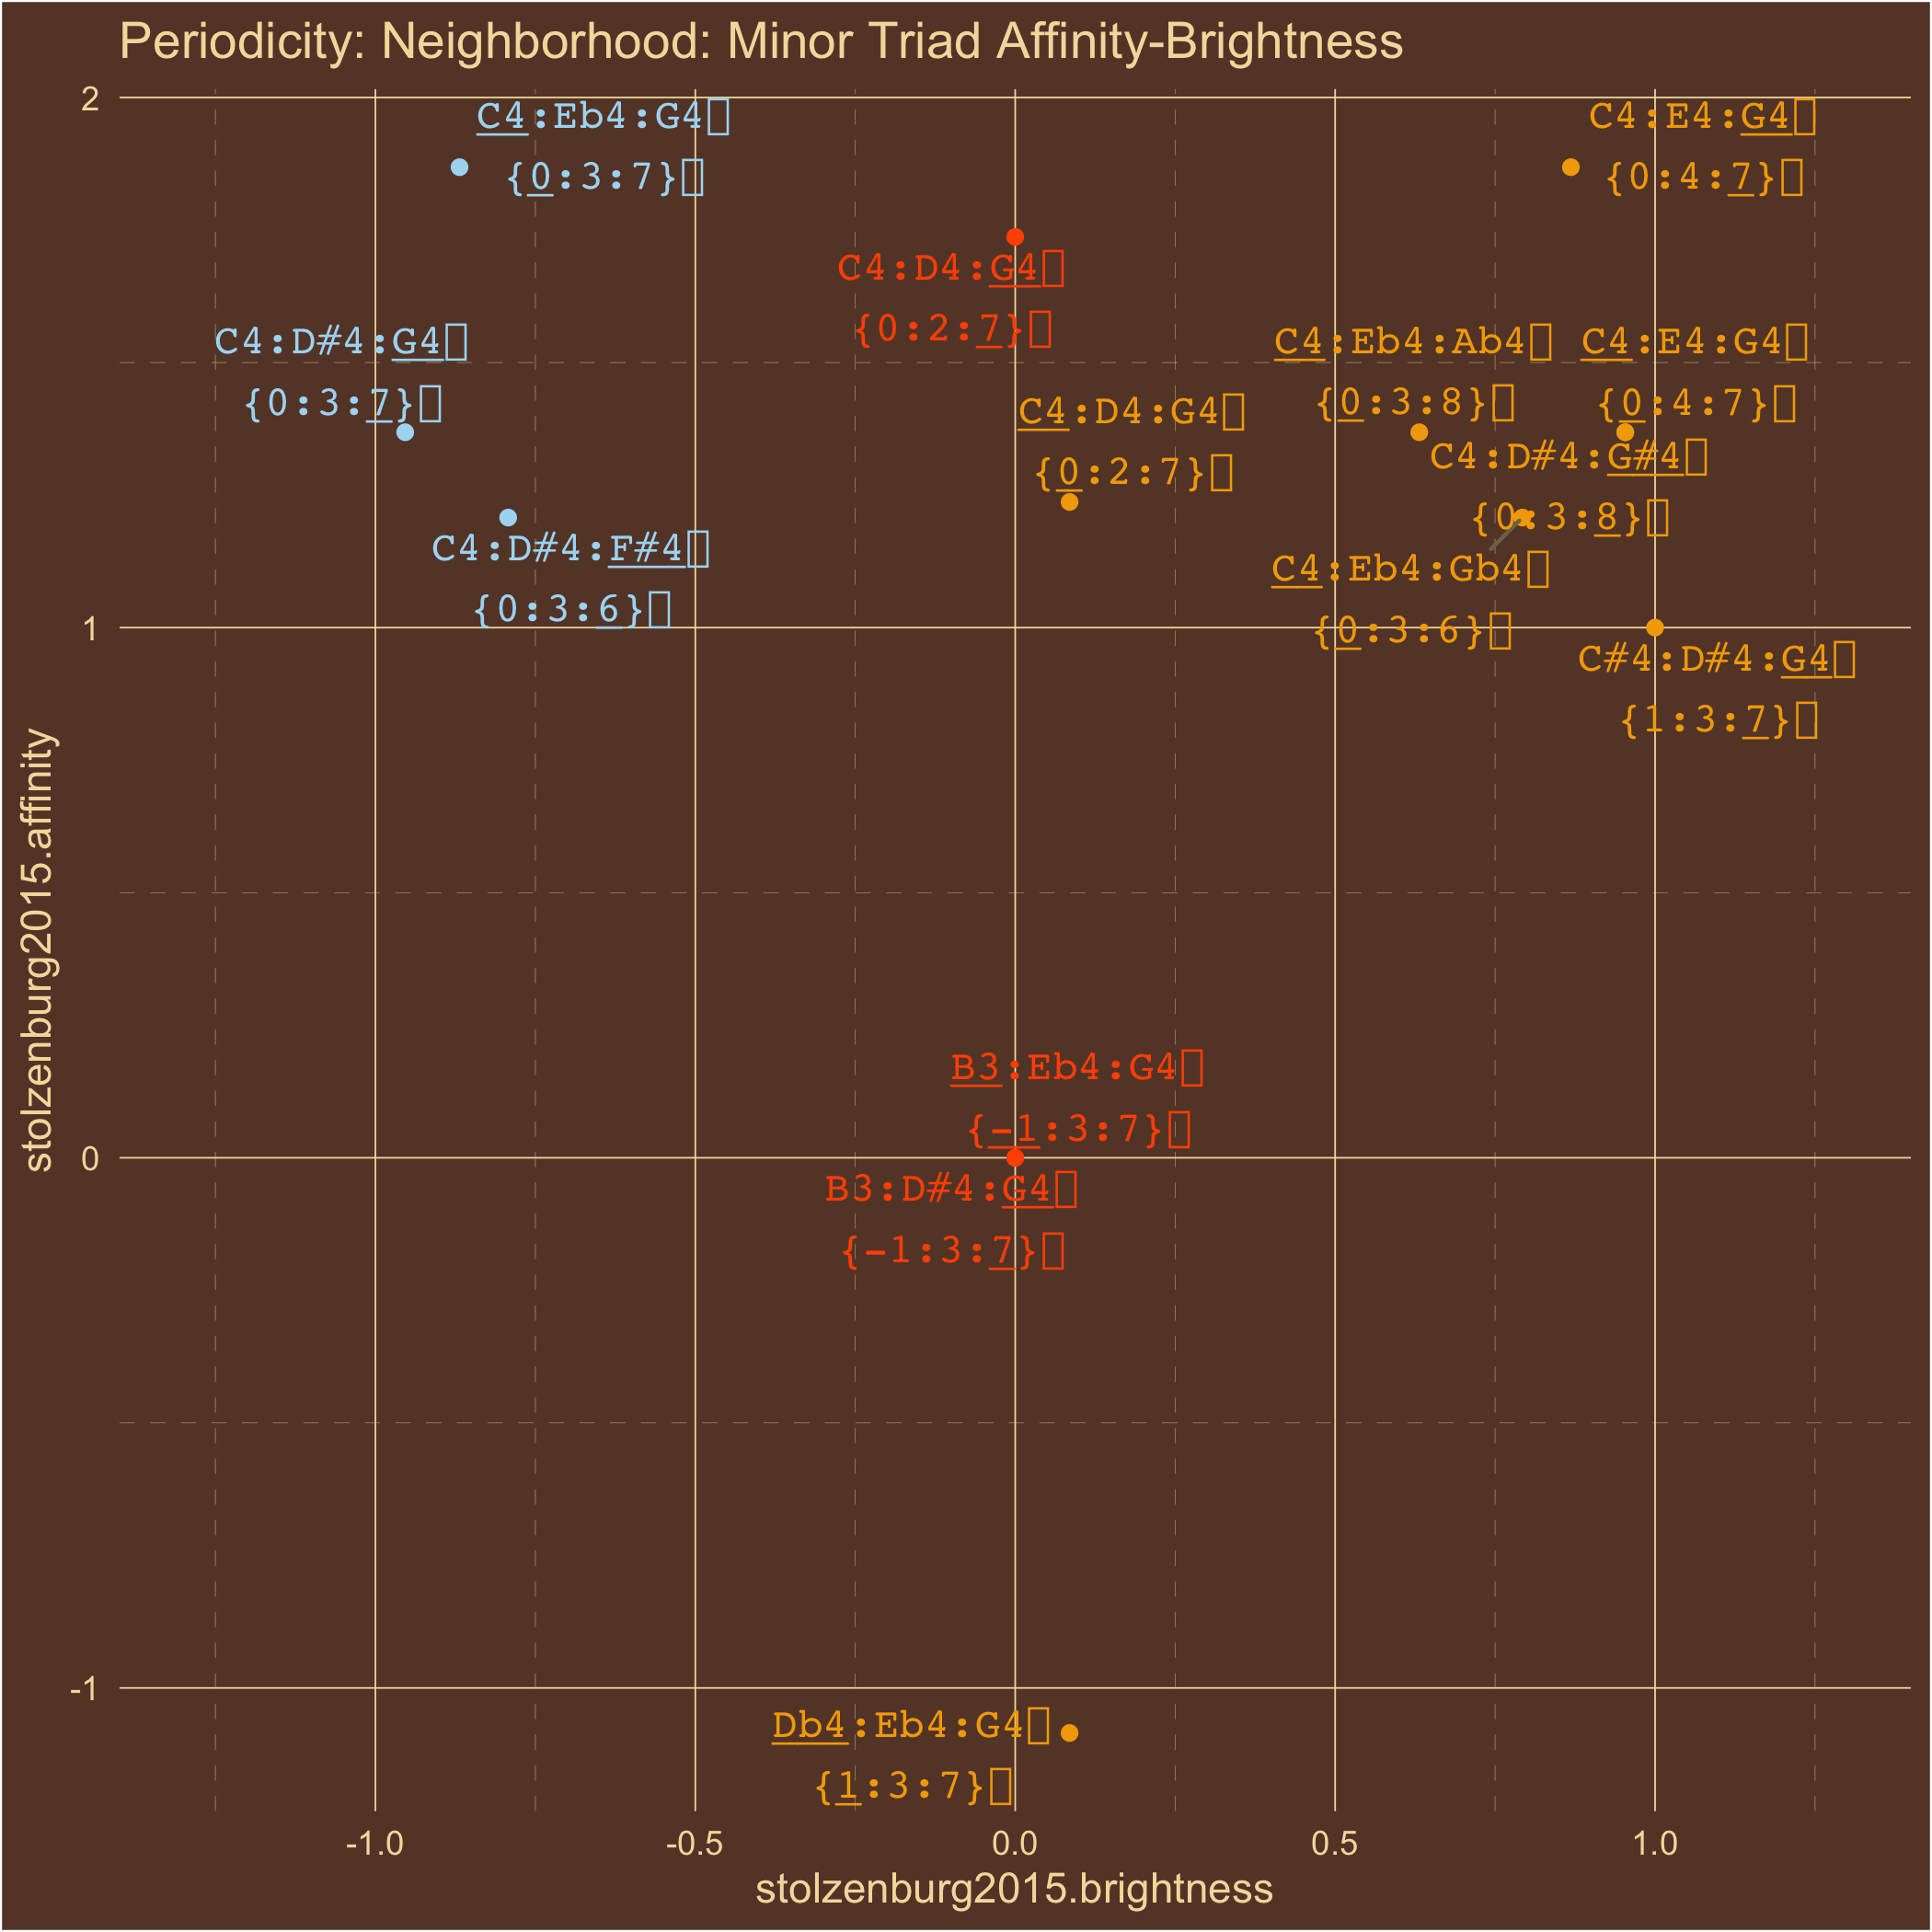 Periodicity: Neighborhood: Minor Triad Affinity-Brightness
2
C4:Eb4:G4
{0:3:7}
C4:E4:G4
{0:4:7}
C4:D4:G4
{0:2:7}
C4:D#4:G4
{0:3:7}
C4:Eb4:Ab4
{0:3:8}
C4:E4:G4
{0:4:7}
C4:D4:G4
{0:2:7}
C4:D#4:G#4
{0:3:8}
C4:D#4:F#4
{0:3:6}
C4:Eb4:Gb4
{0:3:6}
1
C#4:D#4:G4
{1:3:7}
stolzenburg2015.affinity
B3:Eb4:G4
{-1:3:7}
0
B3:D#4:G4
{-1:3:7}
-1
Db4:Eb4:G4
{1:3:7}
-1.0 -0.5 0.0 0.5 1.0
stolzenburg2015.brightness